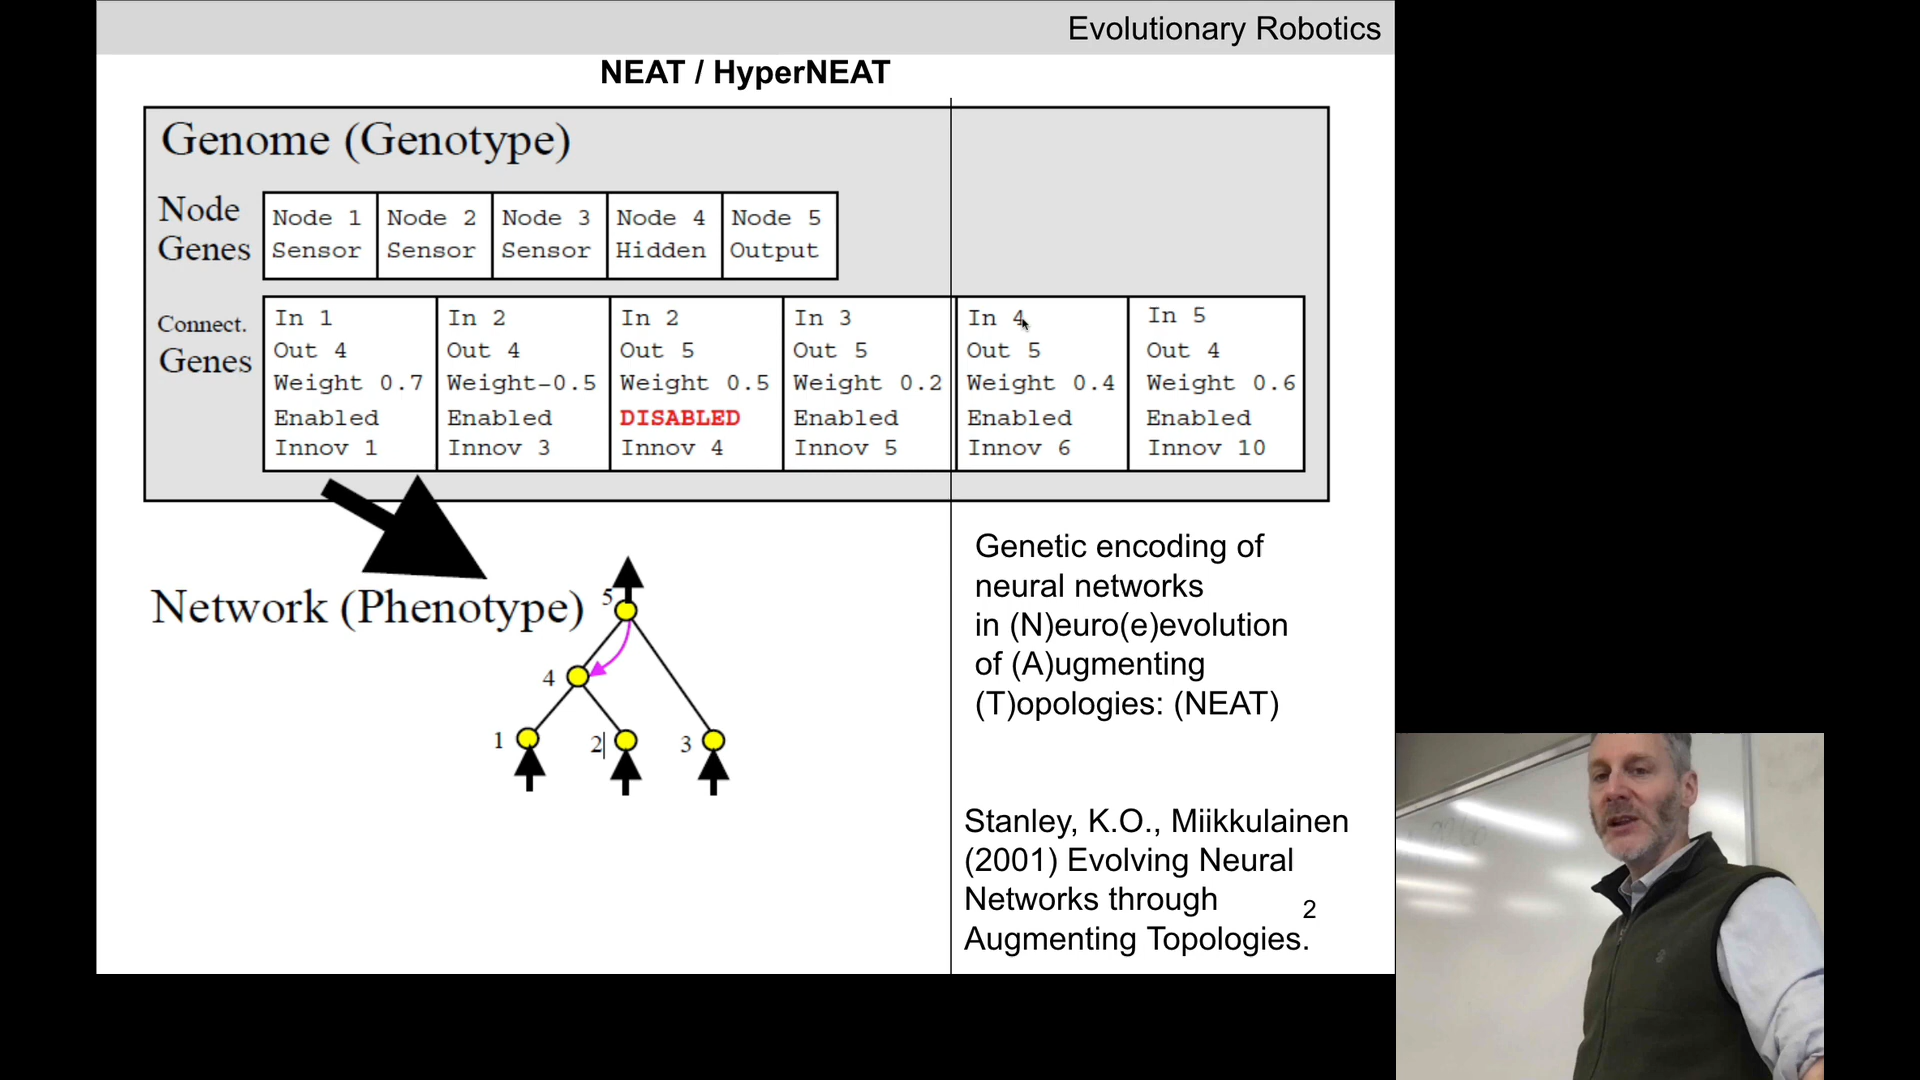 Evolutionary Robotics
NEAT / HyperNEAT
Genome (Genotype)
Node Genes
Node 1 Sensor
Node 2 Sensor
Node 3 Sensor
Node 4 Hidden
Node 5 Output
Connect. Genes
In 1
Out 4
Weight 0.7
Enabled
Innov 1
In 2
Out 4
Weight-0.5
Enabled
Innov 3
In 2
Out 5
Weight 0.5
DISABLED
Innov 4
In 3
Out 5
Weight 0.2
Enabled
Innov 5
In 4
Out 5
Weight 0.4
Enabled
Innov 6
In 5
Out 4
Weight 0.6
Enabled
Innov 10
Network (Phenotype)
5
4
1
2
3
Genetic encoding of
neural networks
in (N)euro(e)evolution
of (A)ugmenting
(T)opologies: (NEAT)
Stanley, K.O., Miikkulainen
(2001) Evolving Neural
Networks through
Augmenting Topologies.
2